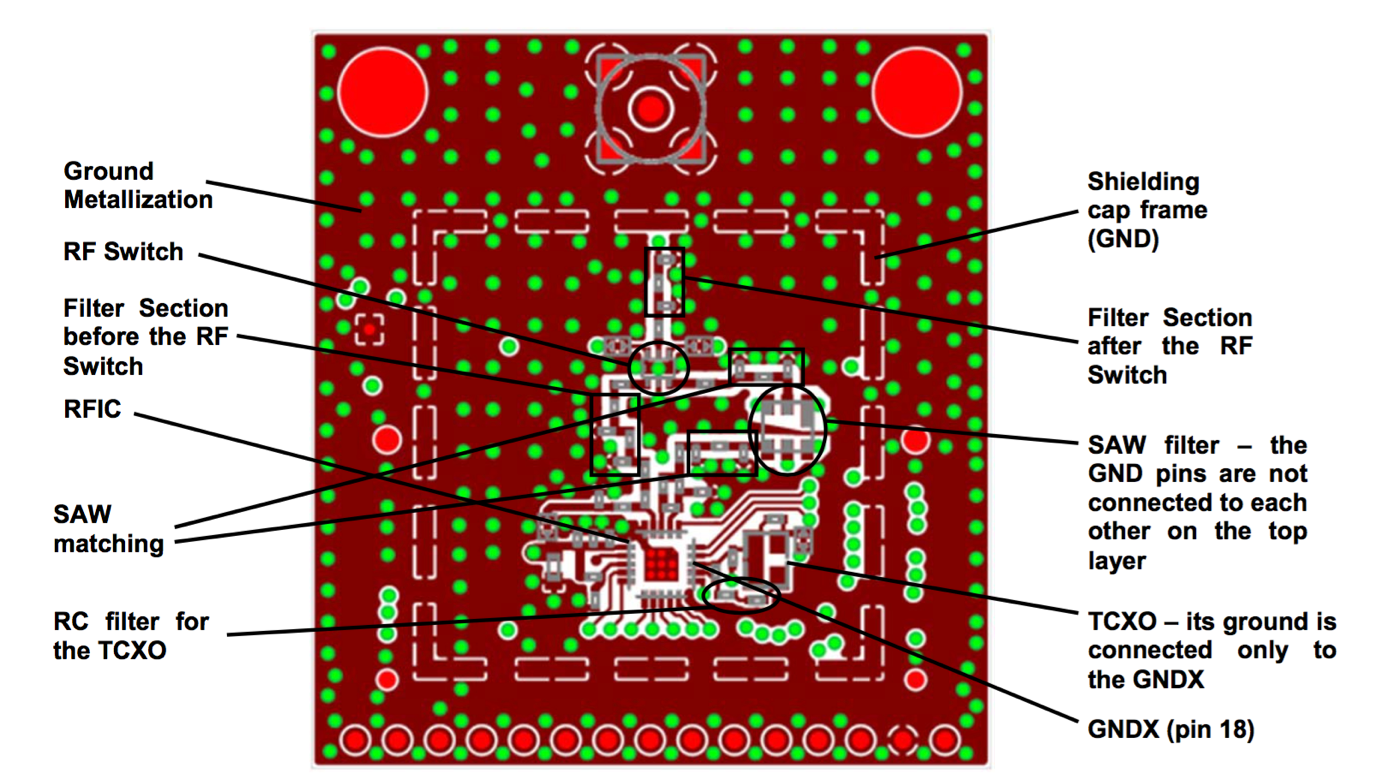 Ground
Metallization
RF Switch
Filter Section
before the RF
Switch
RFIC
SAW
matching
RC filter for
the TCXO
Shielding
cap frame
(GND)
Filter Section
after the RF
Switch
SAW filter – the
GND pins are not
connected to each
other on the top
layer
TCXO – its ground is
connected only to
the GNDX
GNDX (pin 18)